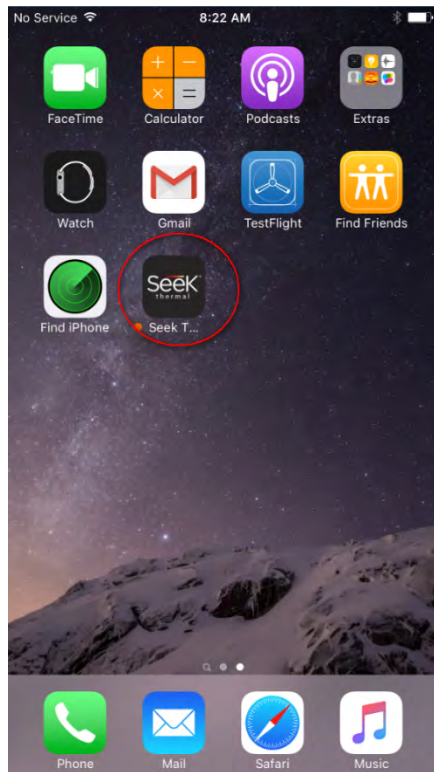 No Service 8:22 AM
FaceTime Calculator Podcasts Extras
Watch Gmail TestFlight Find Friends
Seek
thermal
Find iPhone Seek T...
Phone Mail Safari Music